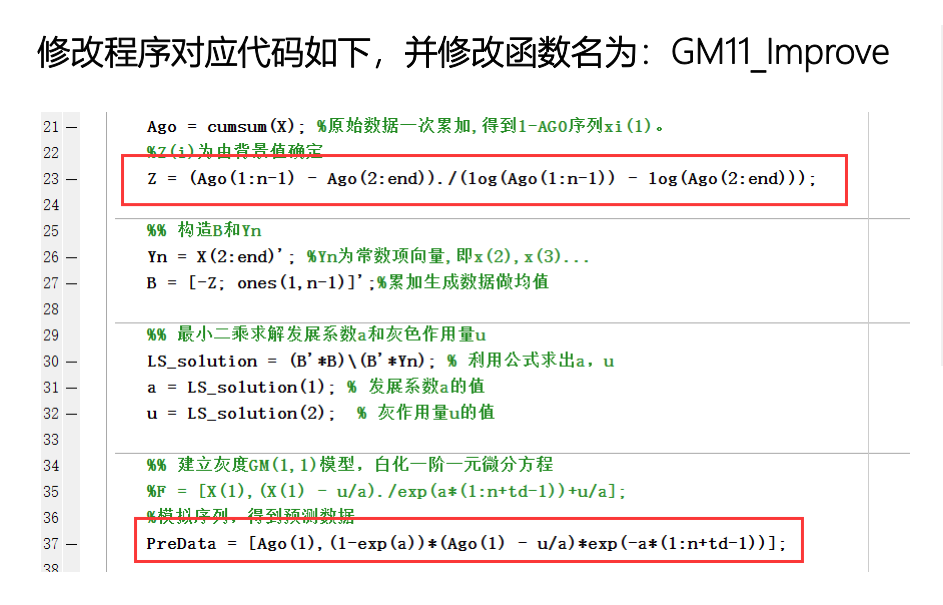 修改程序对应代码如下，并修改函数名为：GM11_Improve
21 — Ago = cumsum(X); %原始数据一次累加,得到1-AGO序列xi(1)。
22 %Z(i)为由背景值确定
23 — Z = (Ago(1:n-1) - Ago(2:end))./(log(Ago(1:n-1)) - log(Ago(2:end)));
24
25 %% 构造B和Yn
26 — Yn = X(2:end)'; %Yn为常数项向量,即x(2),x(3)...
27 — B = [-Z; ones(1,n-1)]';%累加生成数据做均值
28
29 %% 最小二乘求解发展系数a和灰色作用量u
30 — LS_solution = (B'*B)\(B'*Yn); % 利用公式求出a，u
31 — a = LS_solution(1); % 发展系数a的值
32 — u = LS_solution(2);  % 灰作用量u的值
33
34 %% 建立灰度GM(1,1)模型，白化一阶一元微分方程
35 %F = [X(1),(X(1) - u/a)./exp(a*(1:n+td-1))+u/a];
36 %模拟序列，得到预测数据
37 — PreData = [Ago(1),(1-exp(a))*(Ago(1) - u/a)*exp(-a*(1:n+td-1))];
38